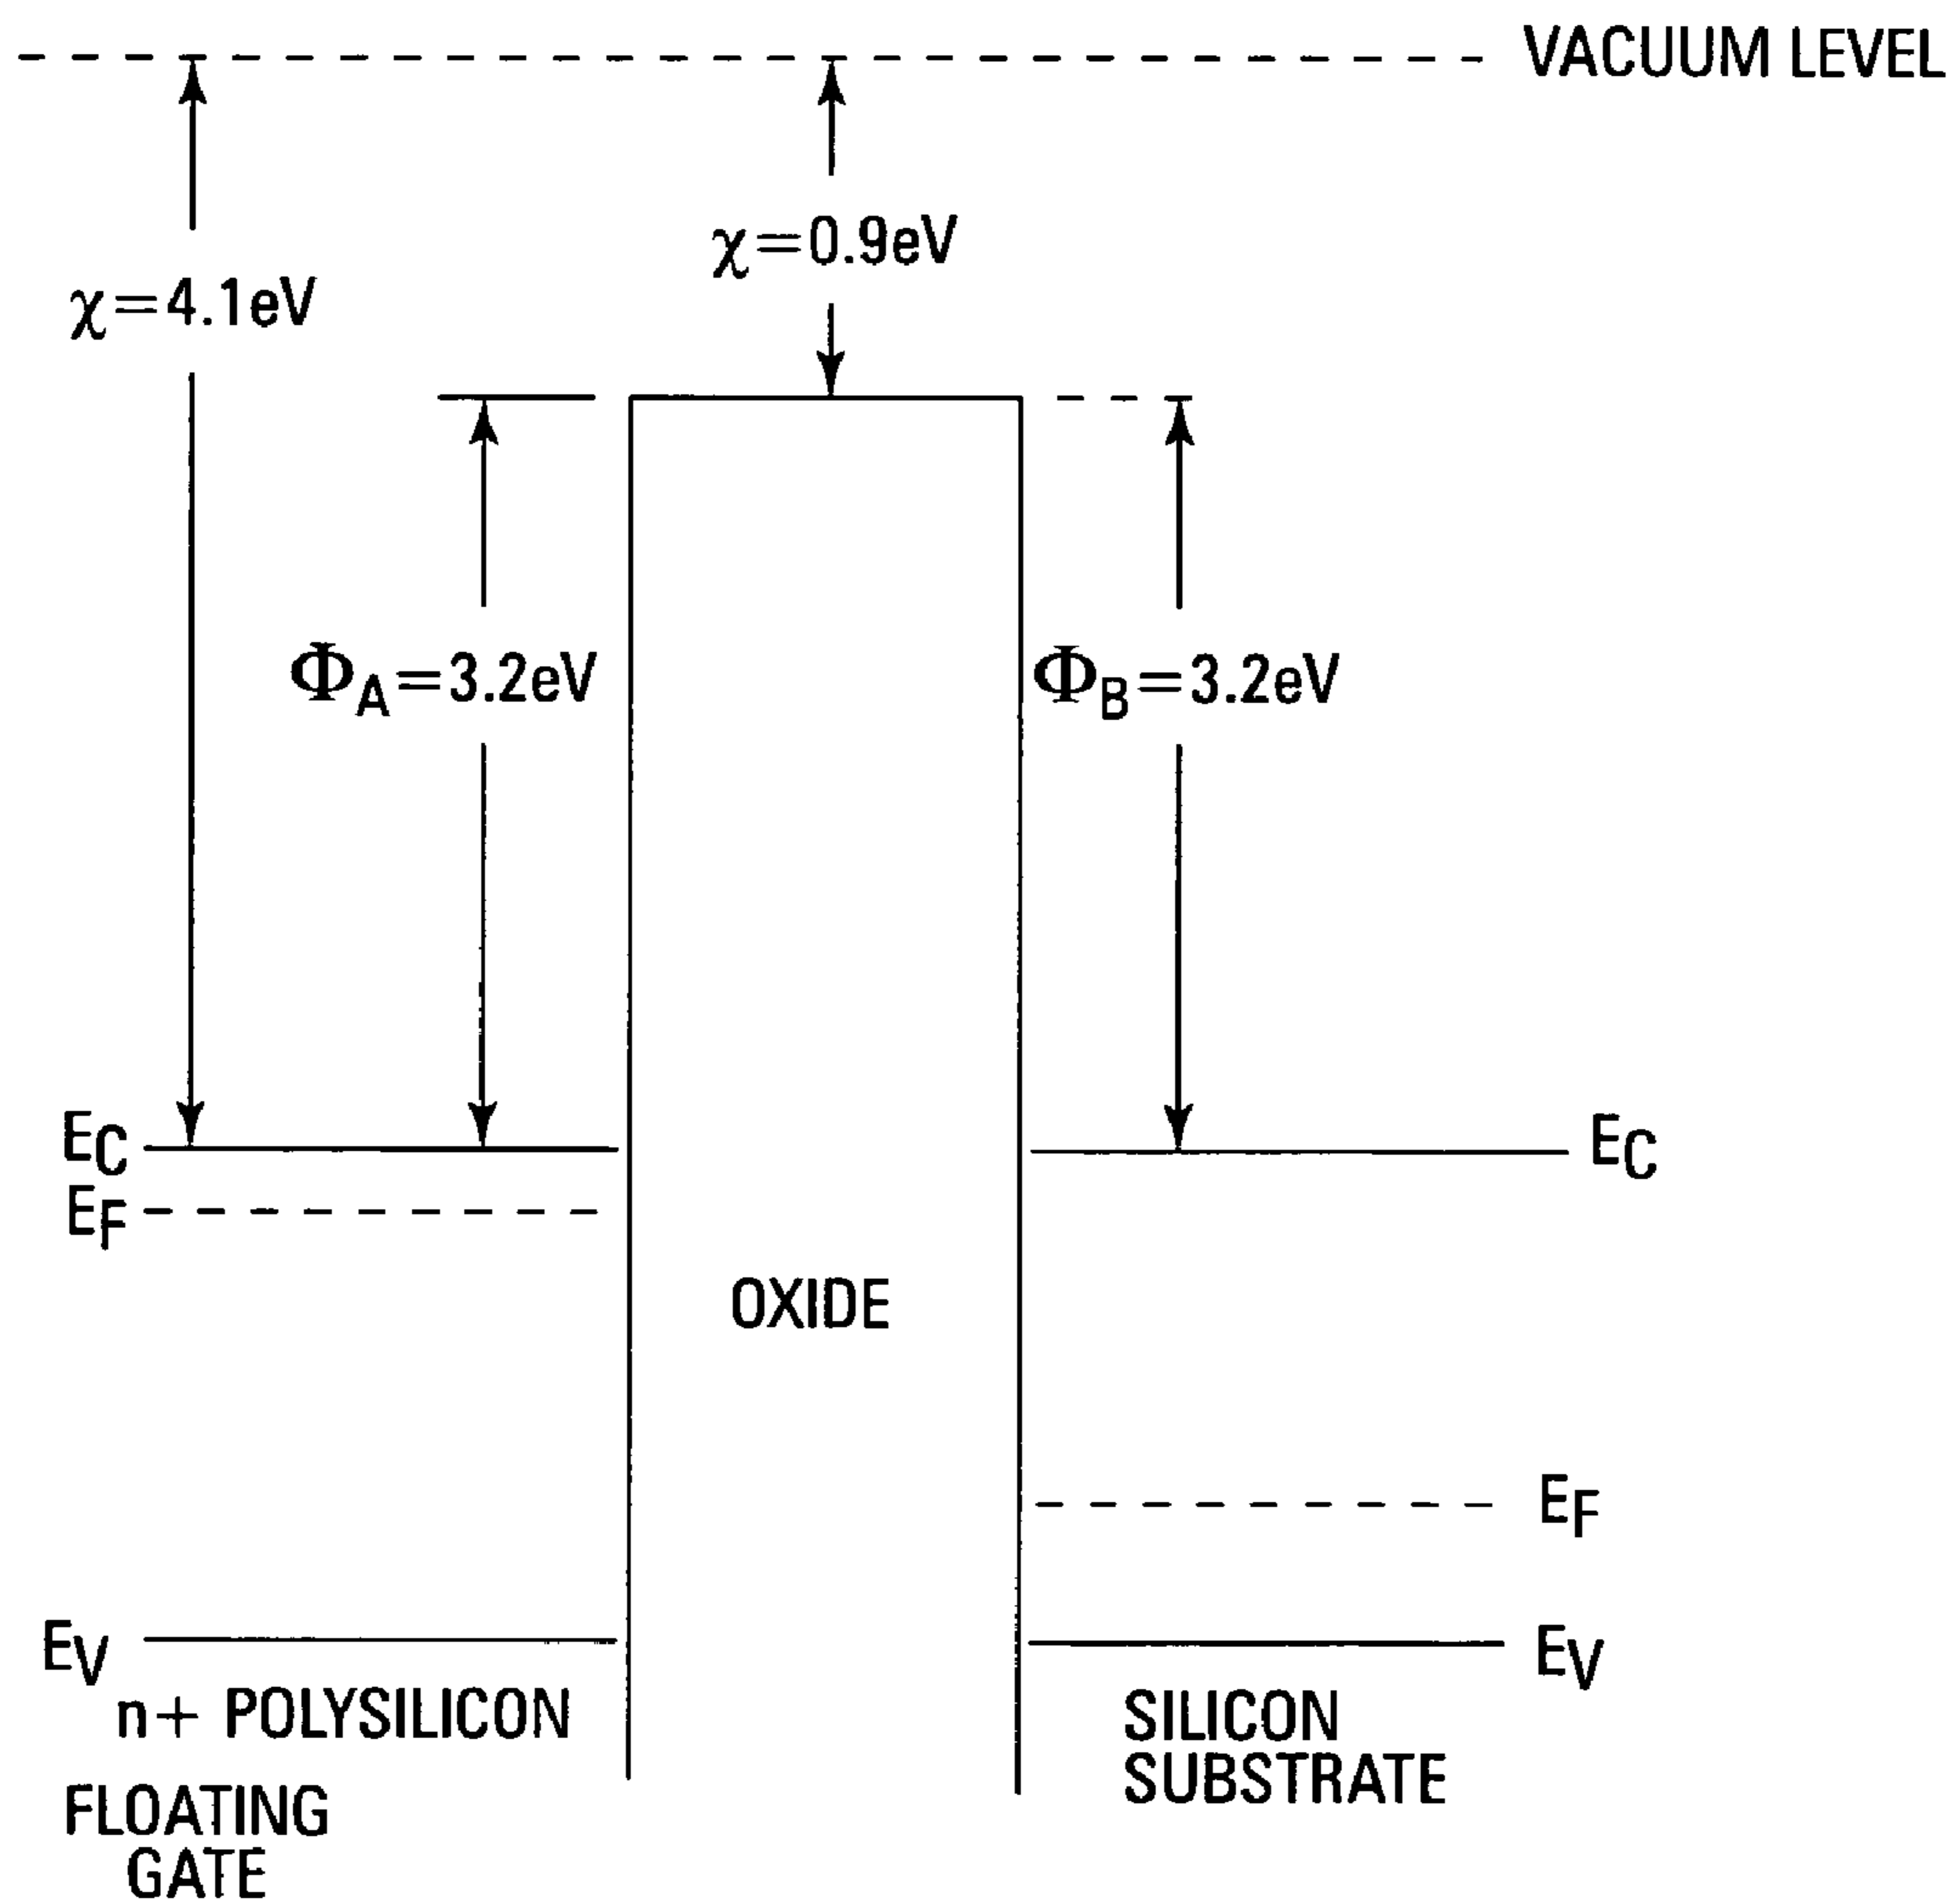 VACUUM LEVEL
χ=0.9eV
χ=4.1eV
ΦA=3.2eV
ΦB=3.2eV
EC
EC
EF
OXIDE
EF
EV
EV
n+ POLYSILICON
SILICON
SUBSTRATE
FLOATING
GATE